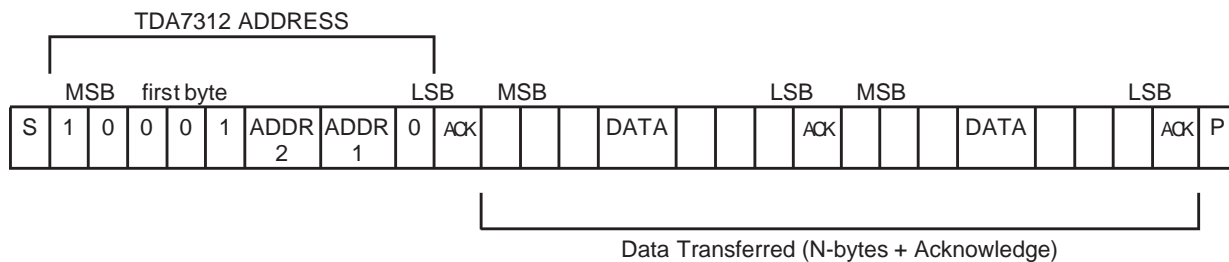 TDA7312 ADDRESS
MSB first byte LSB MSB LSB MSB LSB
S 1 0 0 0 1 ADDR 2 ADDR 1 0 ACK DATA ACK DATA ACK P
Data Transferred (N-bytes + Acknowledge)